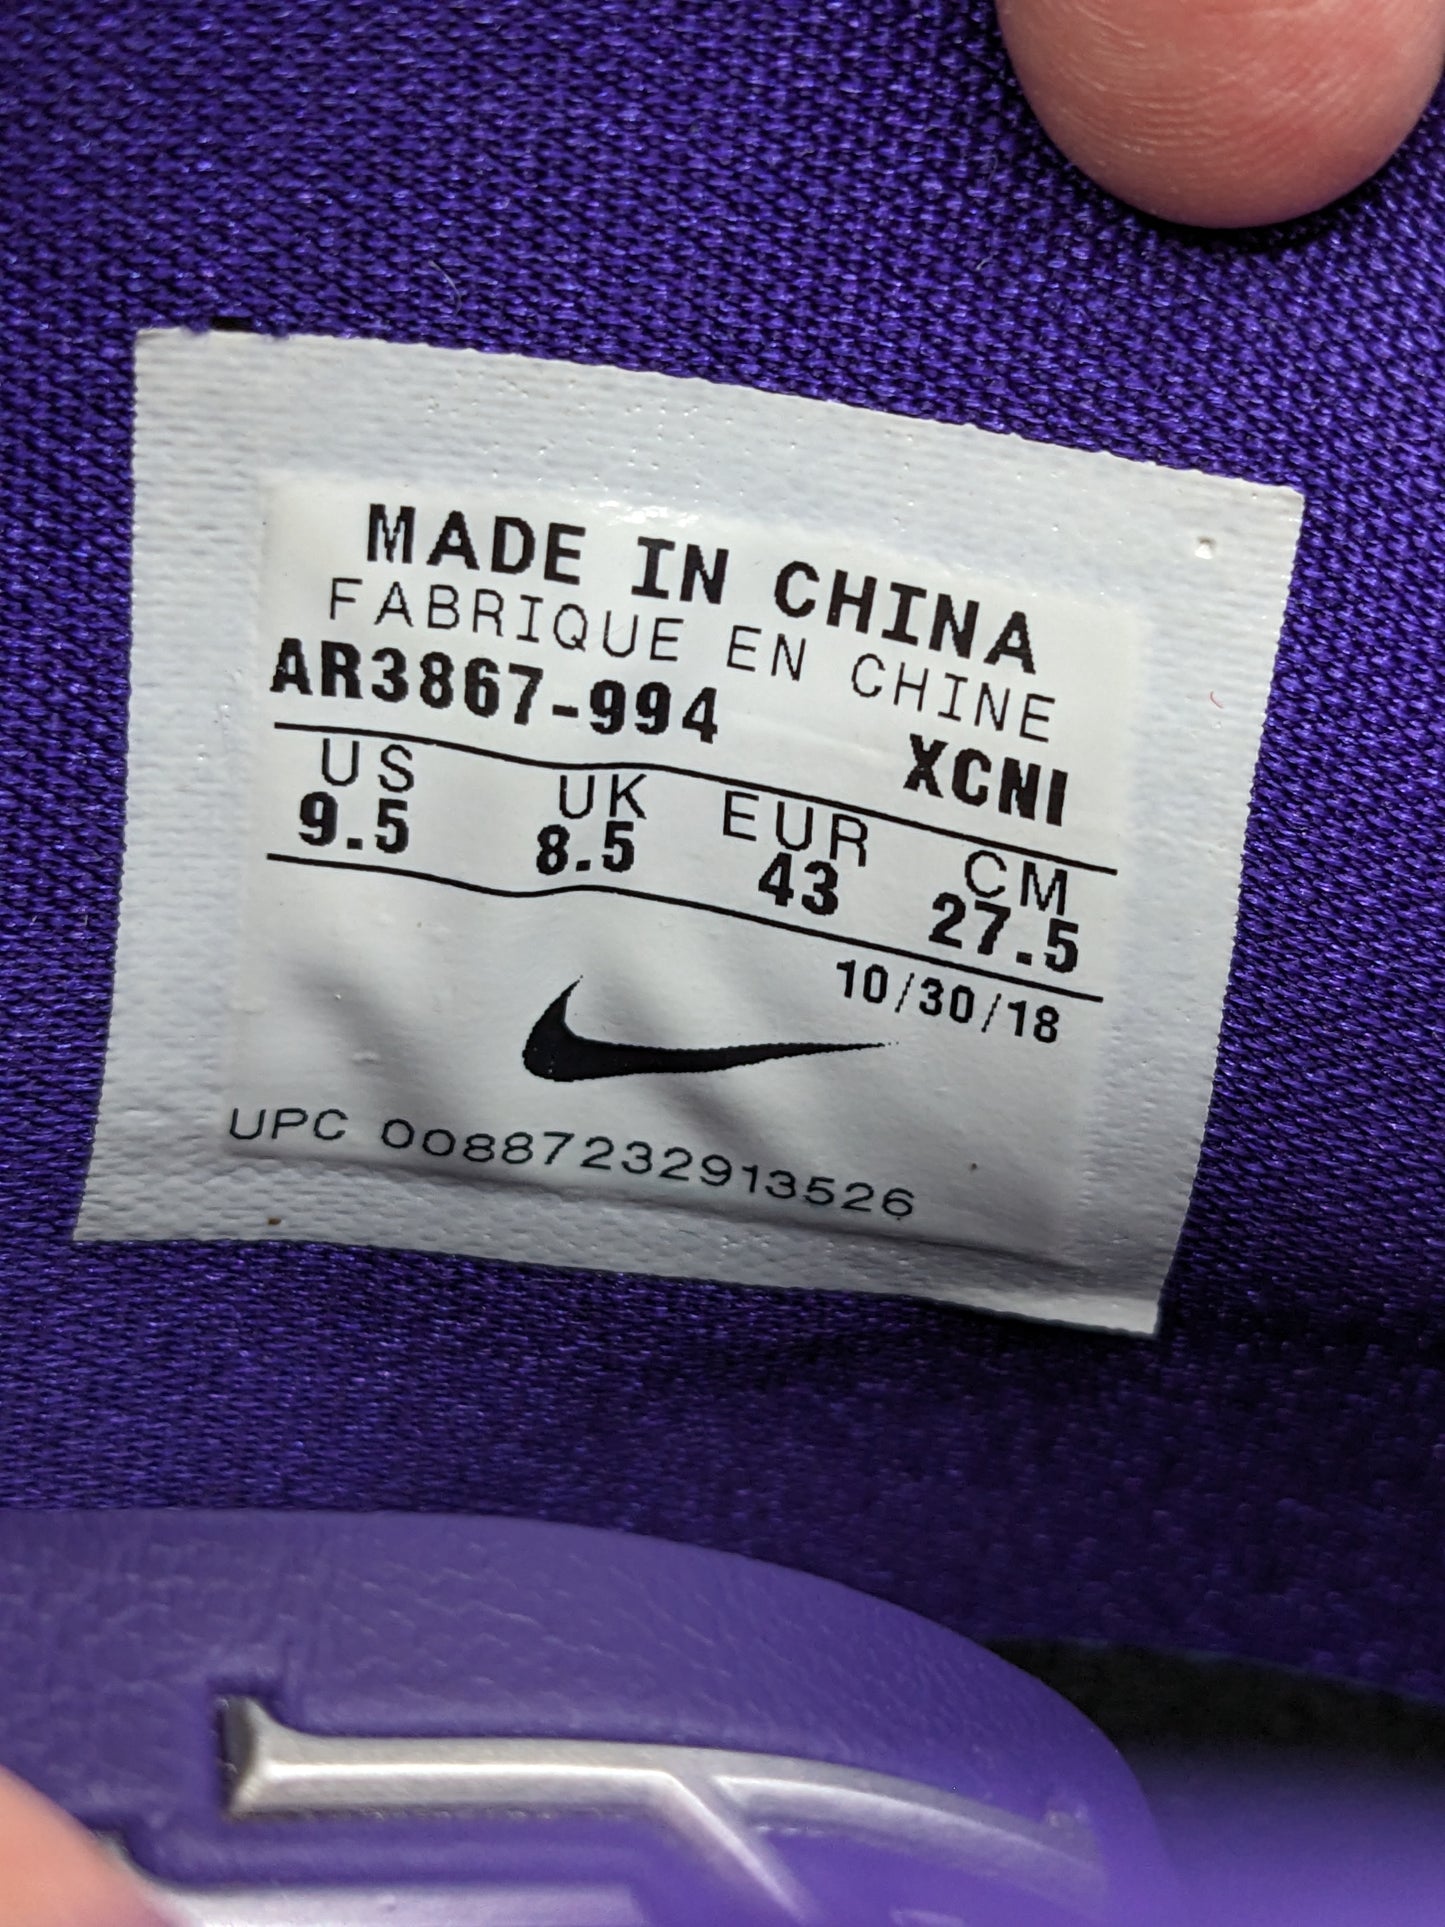 MADE IN CHINA
FABRIQUE EN CHINE
AR3867-994 XCNI
US UK EUR CM
9.5 8.5 43 27.5
10/30/18
UPC 00887232913526